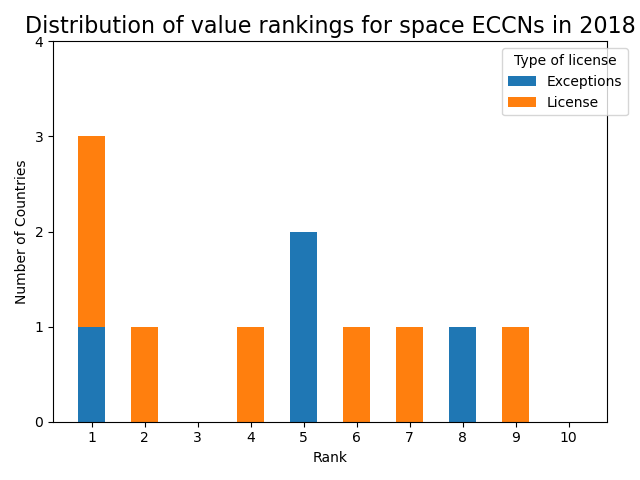 Distribution of value rankings for space ECCNs in 2018
4
3
2
1
0
Number of Countries
Type of license
Exceptions
License
1 2 3 4 5 6 7 8 9 10
Rank